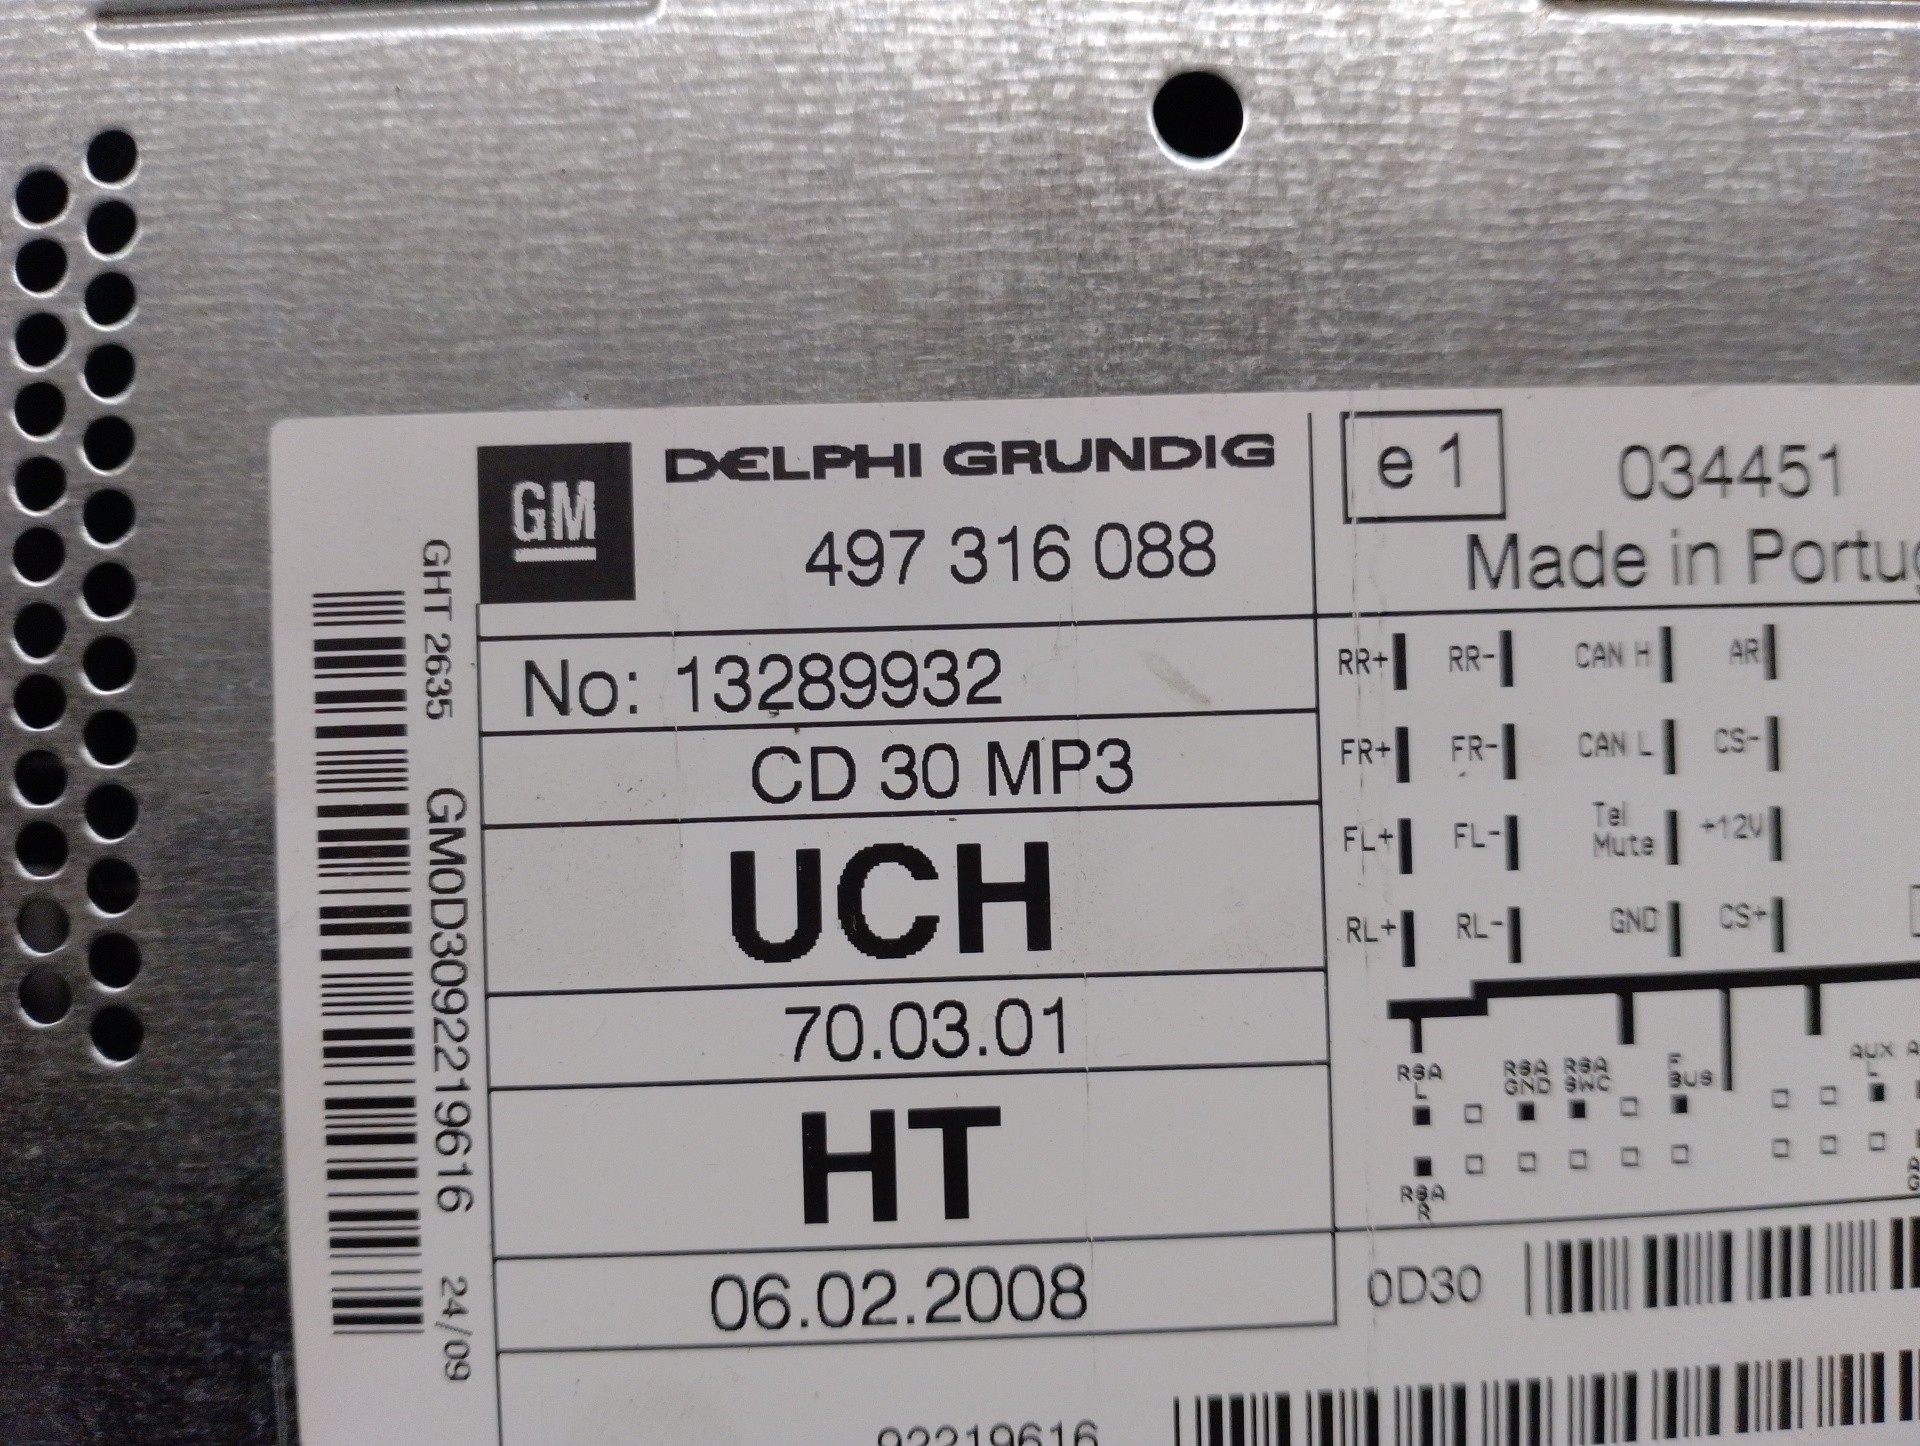 GM
DELPHI GRUNDIG
497 316 088
No: 13289932
CD 30 MP3
UCH
70.03.01
HT
06.02.2008
GHT 2635 GM0D3092219616 24/09
e1 034451
Made in
RR+ RR- CAN H AR
FR+ FR- CAN L CS-
FL+ FL- Tel Mute +12V
RL+ RL- GND CS+
RSA L
RSA GND
RSA SWC
F BUS
AUX L
RSA R
0D30
92219616